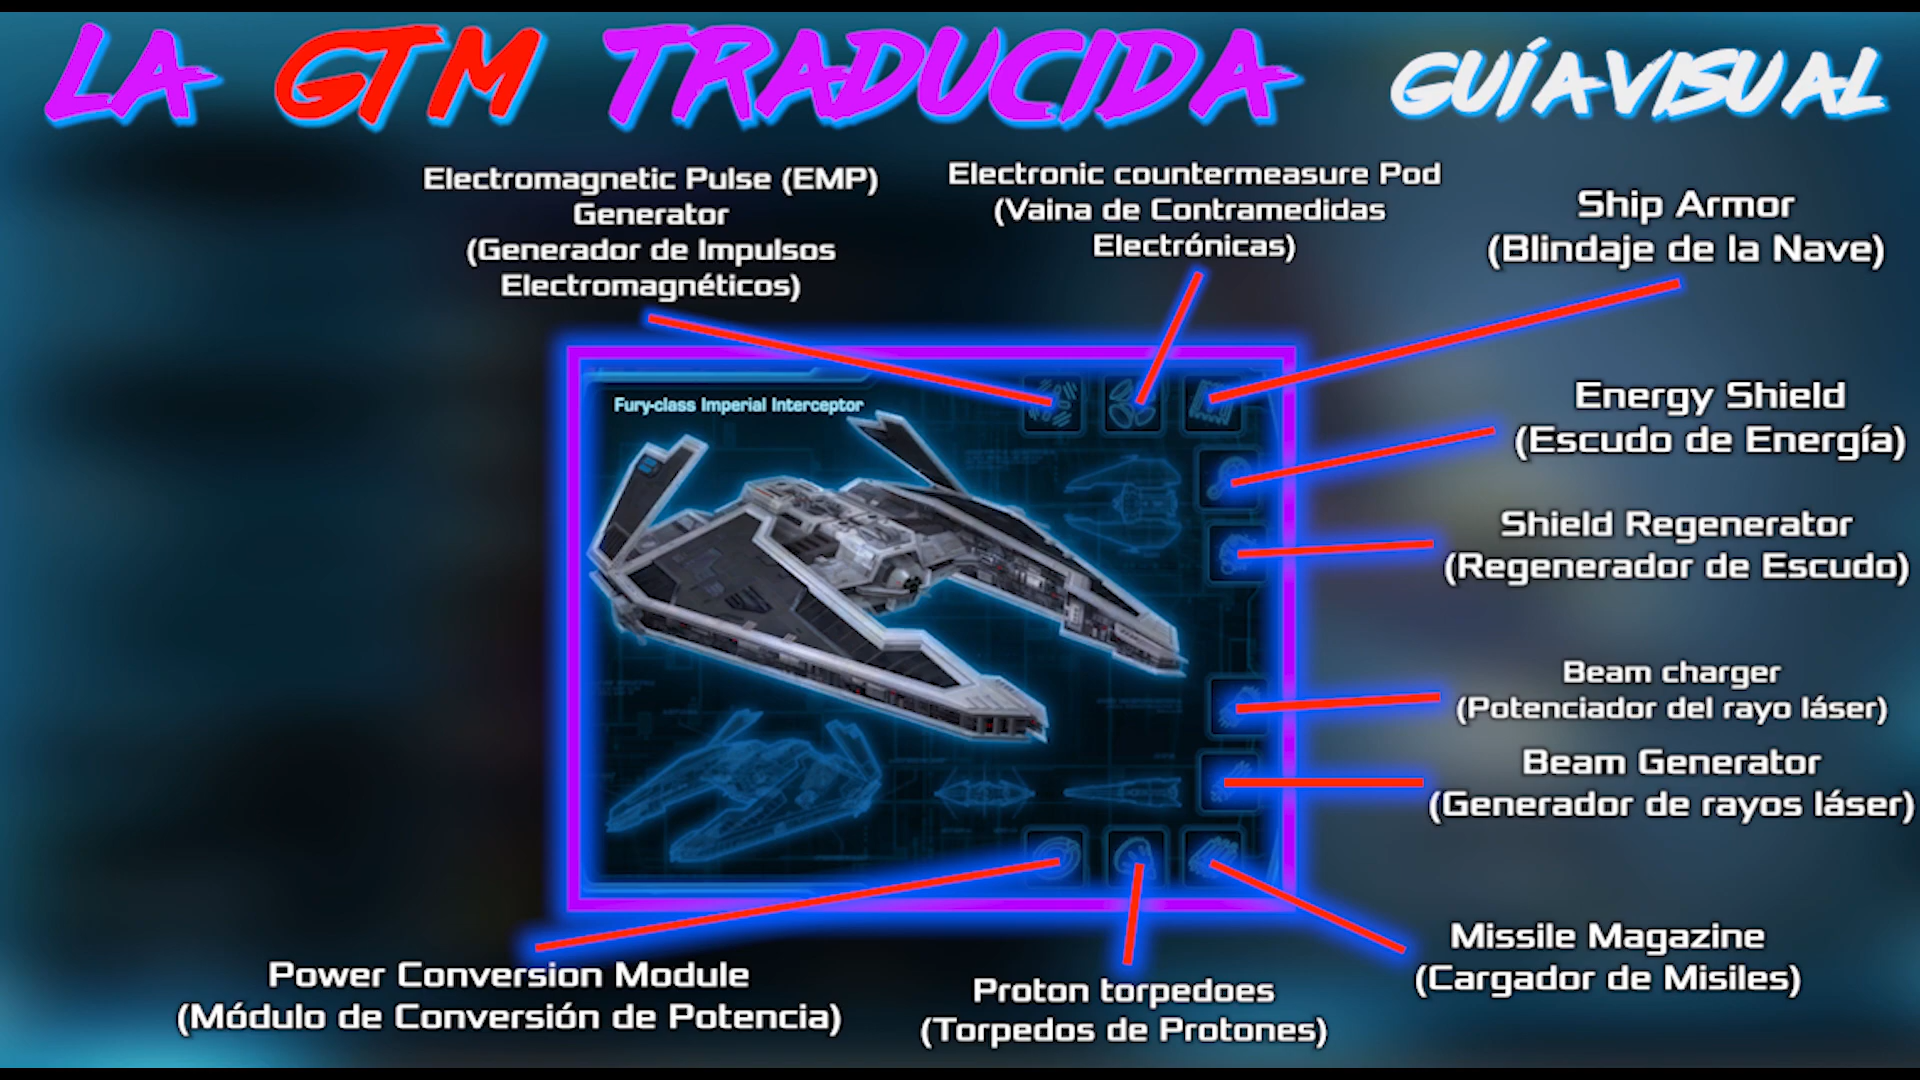 LA GTM TRADUCIDA
GUÍA VISUAL
Electromagnetic Pulse (EMP)
Generator
(Generador de Impulsos
Electromagnéticos)
Electronic countermeasure Pod
(Vaina de Contramedidas
Electrónicas)
Ship Armor
(Blindaje de la Nave)
Fury-class Imperial Interceptor
Energy Shield
(Escudo de Energía)
Shield Regenerator
(Regenerador de Escudo)
Beam charger
(Potenciador del rayo láser)
Beam Generator
(Generador de rayos láser)
Missile Magazine
(Cargador de Misiles)
Power Conversion Module
(Módulo de Conversión de Potencia)
Proton torpedoes
(Torpedos de Protones)